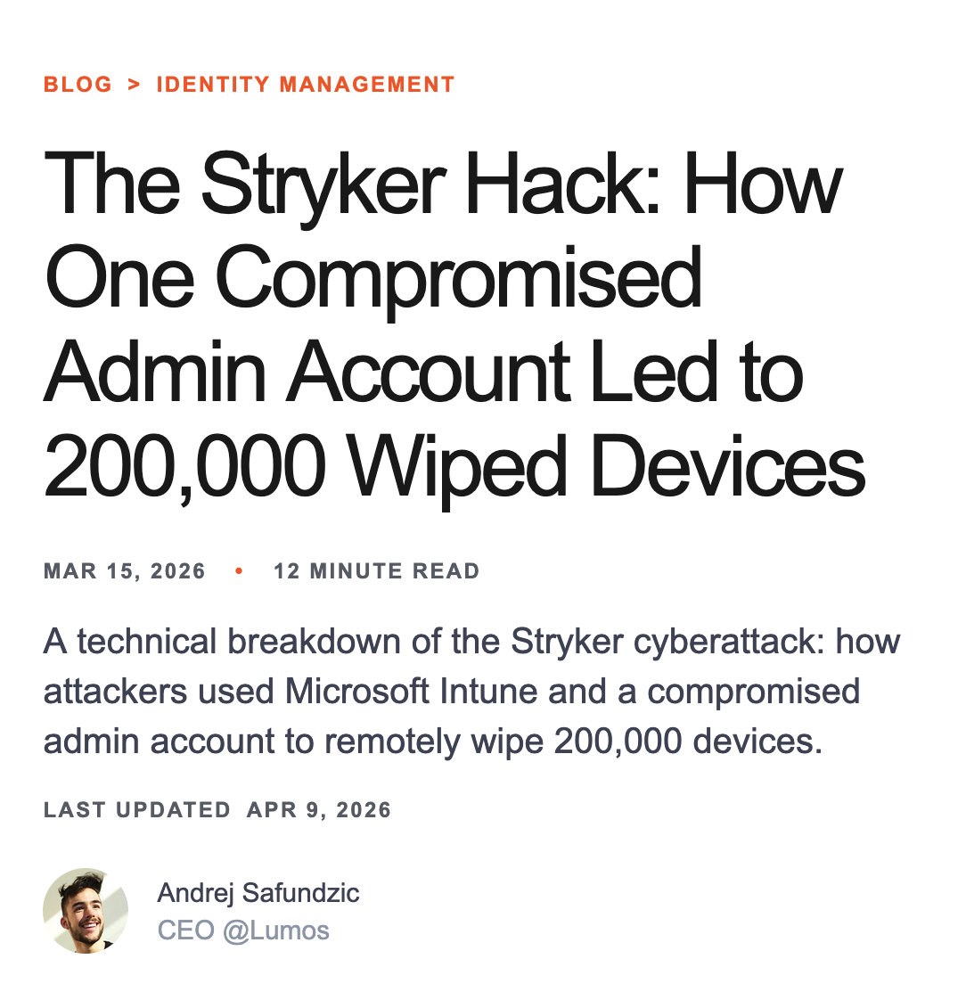 BLOG > IDENTITY MANAGEMENT
The Stryker Hack: How
One Compromised
Admin Account Led to
200,000 Wiped Devices
MAR 15, 2026 • 12 MINUTE READ
A technical breakdown of the Stryker cyberattack: how
attackers used Microsoft Intune and a compromised
admin account to remotely wipe 200,000 devices.
LAST UPDATED APR 9, 2026
Andrej Safundzic
CEO @Lumos